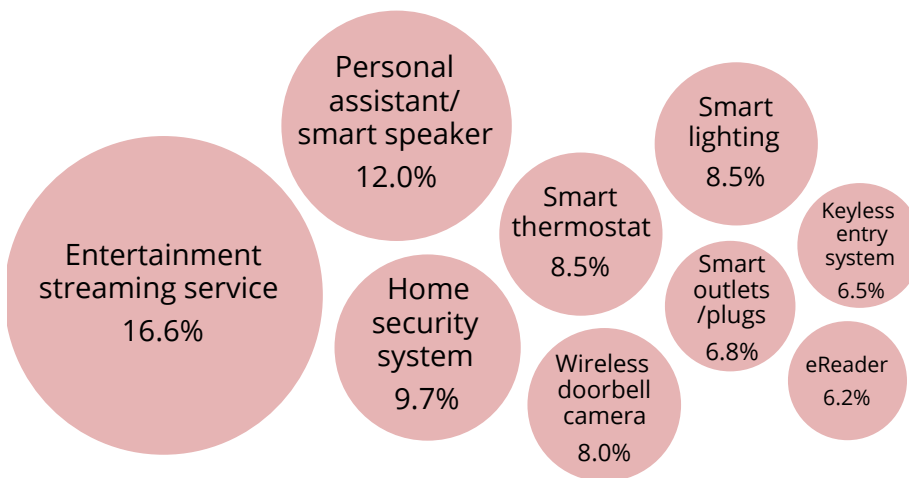 Entertainment
streaming service
16.6%
Personal
assistant/
smart speaker
12.0%
Home
security
system
9.7%
Smart
thermostat
8.5%
Wireless
doorbell
camera
8.0%
Smart
lighting
8.5%
Smart
outlets
/plugs
6.8%
Keyless
entry
system
6.5%
eReader
6.2%